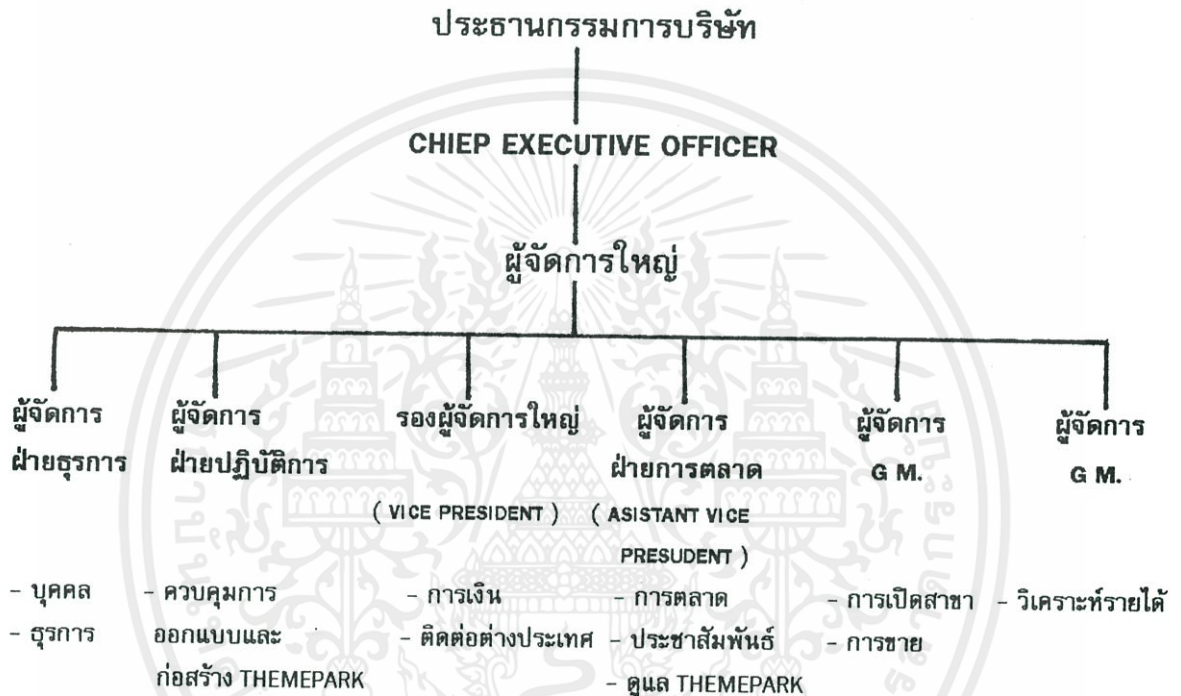 ประธานกรรมการบริษัท
CHIEP EXECUTIVE OFFICER
ผู้จัดการใหญ่
ผู้จัดการ
ฝ่ายธุรการ
- บุคคล
- ธุรการ
ผู้จัดการ
ฝ่ายปฏิบัติการ
- ควบคุมการ
ออกแบบและ
ก่อสร้าง THEMEPARK
รองผู้จัดการใหญ่
( VICE PRESIDENT )
- การเงิน
- ติดต่อต่างประเทศ
ผู้จัดการ
ฝ่ายการตลาด
( ASISTANT VICE
PRESUDENT )
- การตลาด
- ประชาสัมพันธ์
- ดูแล THEMEPARK
ผู้จัดการ
G M.
- การเปิดสาขา
- การขาย
ผู้จัดการ
G M.
- วิเคราะห์รายได้